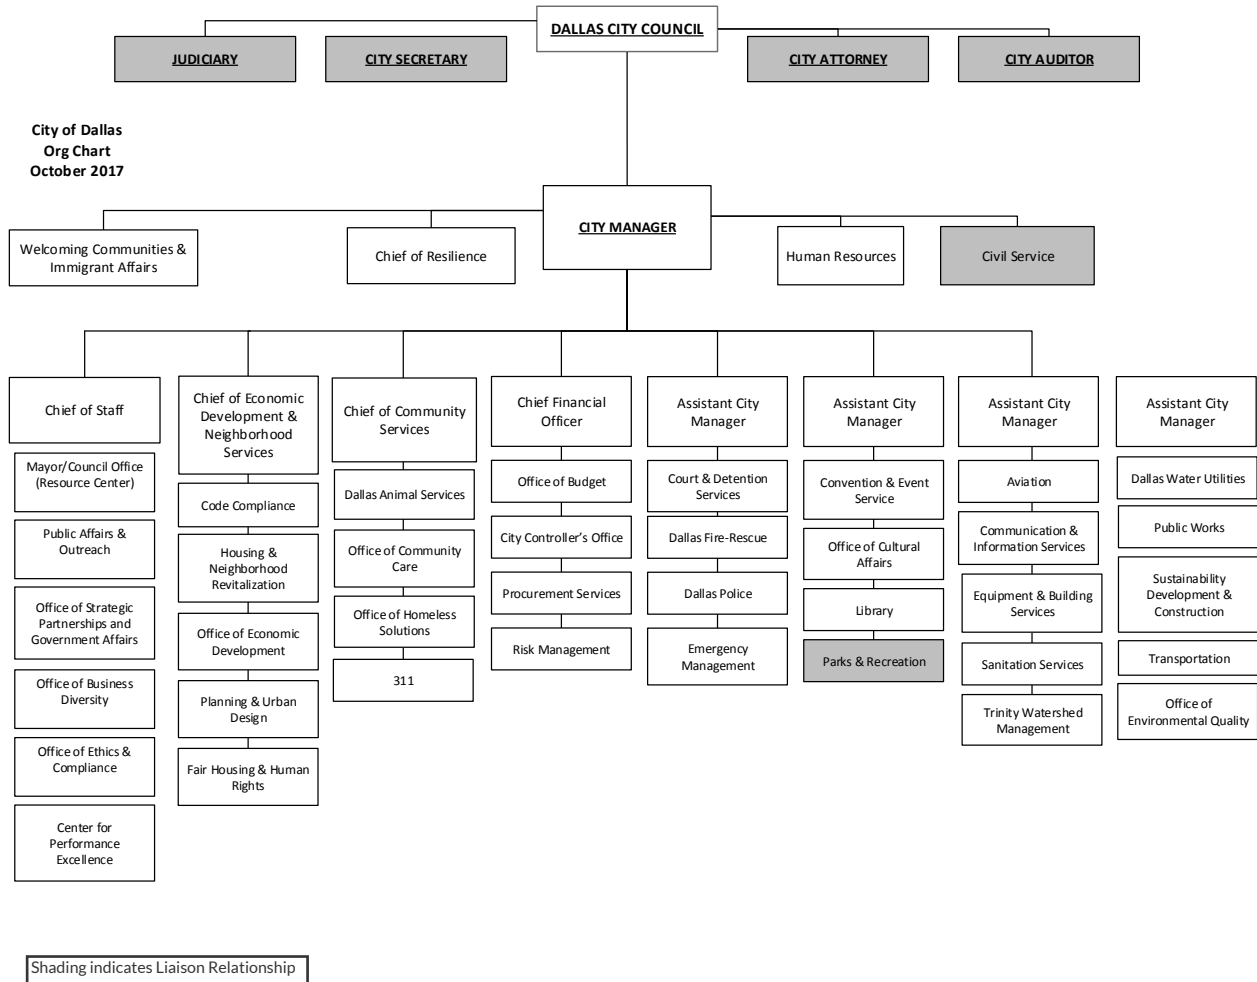 DALLAS CITY COUNCIL
JUDICIARY
CITY SECRETARY
CITY ATTORNEY
CITY AUDITOR
City of Dallas
Org Chart
October 2017
CITY MANAGER
Welcoming Communities &
Immigrant Affairs
Chief of Resilience
Human Resources
Civil Service
Chief of Staff
Mayor/Council Office
(Resource Center)
Public Affairs &
Outreach
Office of Strategic
Partnerships and
Government Affairs
Office of Business
Diversity
Office of Ethics &
Compliance
Center for
Performance
Excellence
Chief of Economic
Development &
Neighborhood
Services
Code Compliance
Housing &
Neighborhood
Revitalization
Office of Economic
Development
Planning & Urban
Design
Fair Housing & Human
Rights
Chief of Community
Services
Dallas Animal Services
Office of Community
Care
Office of Homeless
Solutions
311
Chief Financial
Officer
Office of Budget
City Controller's Office
Procurement Services
Risk Management
Assistant City
Manager
Court & Detention
Services
Dallas Fire-Rescue
Dallas Police
Emergency
Management
Assistant City
Manager
Convention & Event
Service
Office of Cultural
Affairs
Library
Parks & Recreation
Assistant City
Manager
Aviation
Communication &
Information Services
Equipment & Building
Services
Sanitation Services
Trinity Watershed
Management
Assistant City
Manager
Dallas Water Utilities
Public Works
Sustainability
Development &
Construction
Transportation
Office of
Environmental Quality
Shading indicates Liaison Relationship